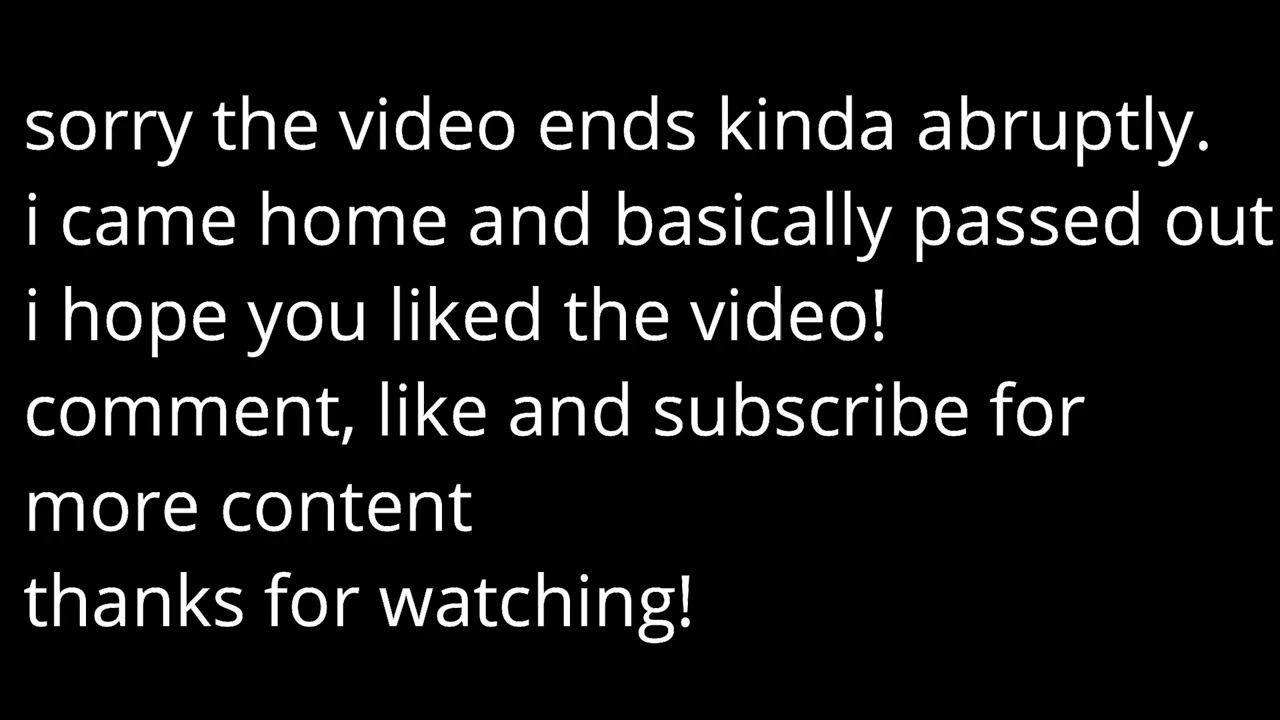 sorry the video ends kinda abruptly.
i came home and basically passed out
i hope you liked the video!
comment, like and subscribe for
more content
thanks for watching!